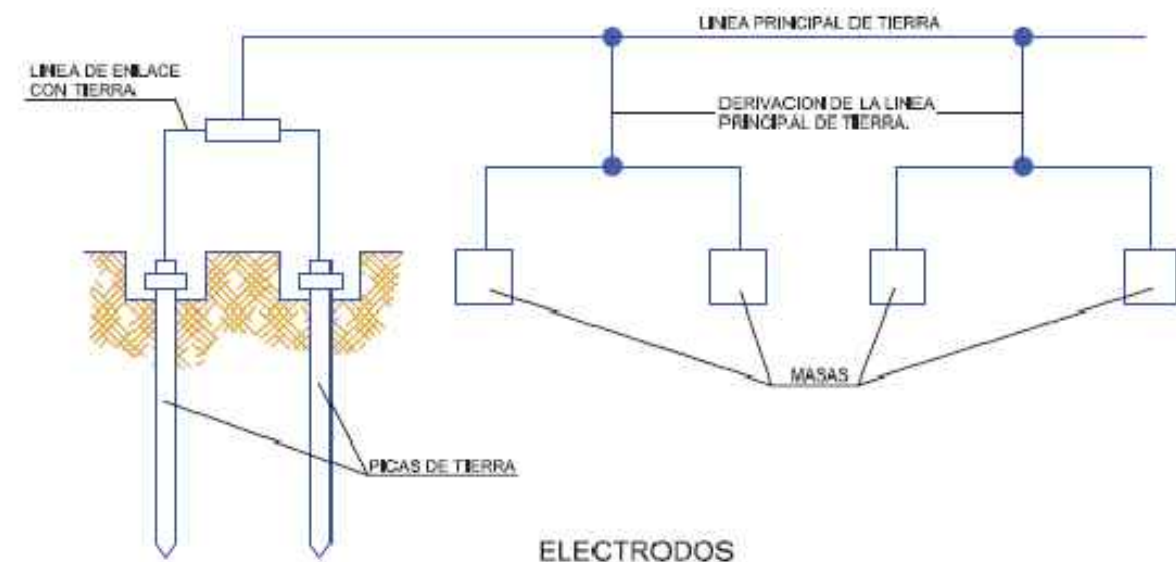 LINEA PRINCIPAL DE TIERRA
LINEA DE ENLACE
CON TIERRA
DERIVACION DE LA LINEA
PRINCIPAL DE TIERRA.
MASAS
PICAS DE TIERRA
ELECTRODOS